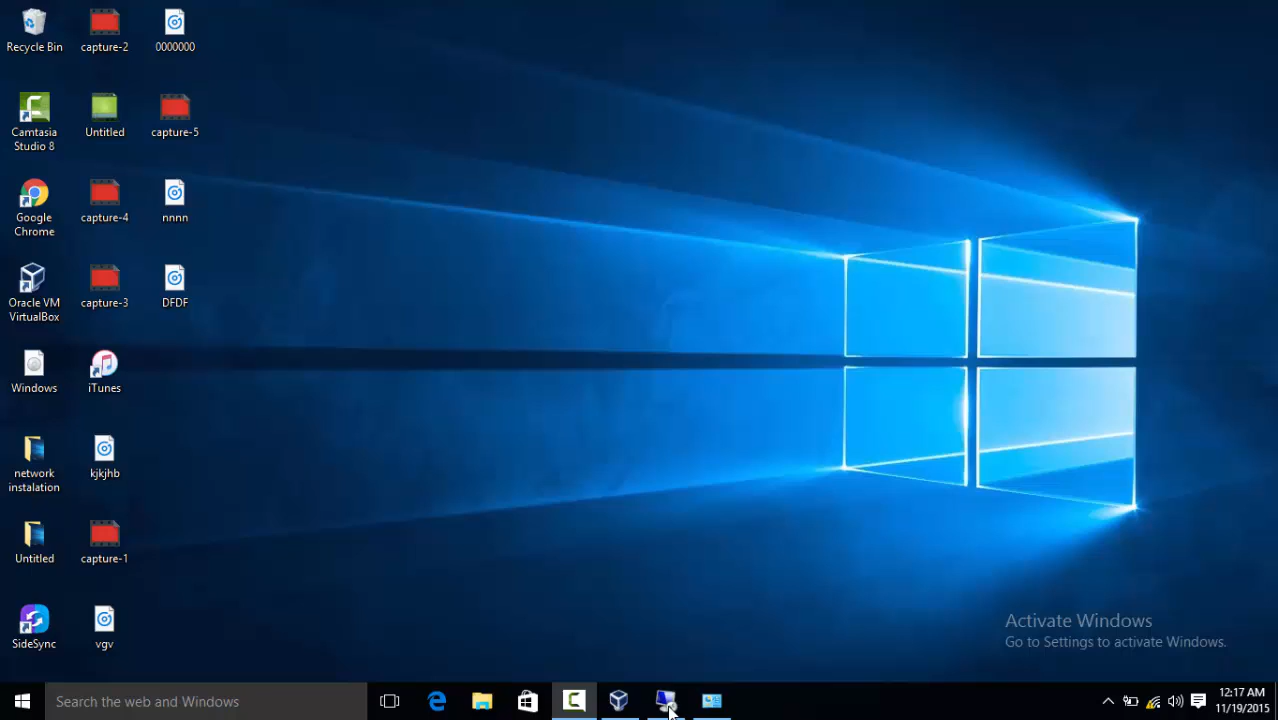 Recycle Bin
capture-2
0000000
Camtasia
Studio 8
Untitled
capture-5
Google
Chrome
capture-4
nnnn
Oracle VM
VirtualBox
capture-3
DFDF
Windows
iTunes
network
instalation
kjkjhb
Untitled
capture-1
SideSync
vgv
Activate Windows
Go to Settings to activate Windows.
Search the web and Windows
12:17 AM
11/19/2015